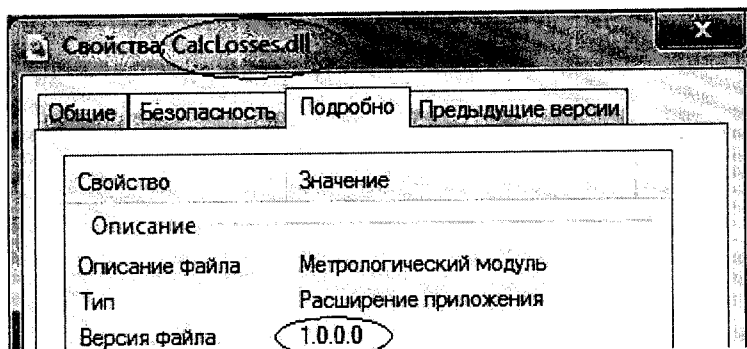 Свойства: CalcLosses.dll
Общие Безопасность Подробно Предыдущие версии
Свойство Значение
Описание
Описание файла Метрологический модуль
Тип Расширение приложения
Версия файла 1.0.0.0